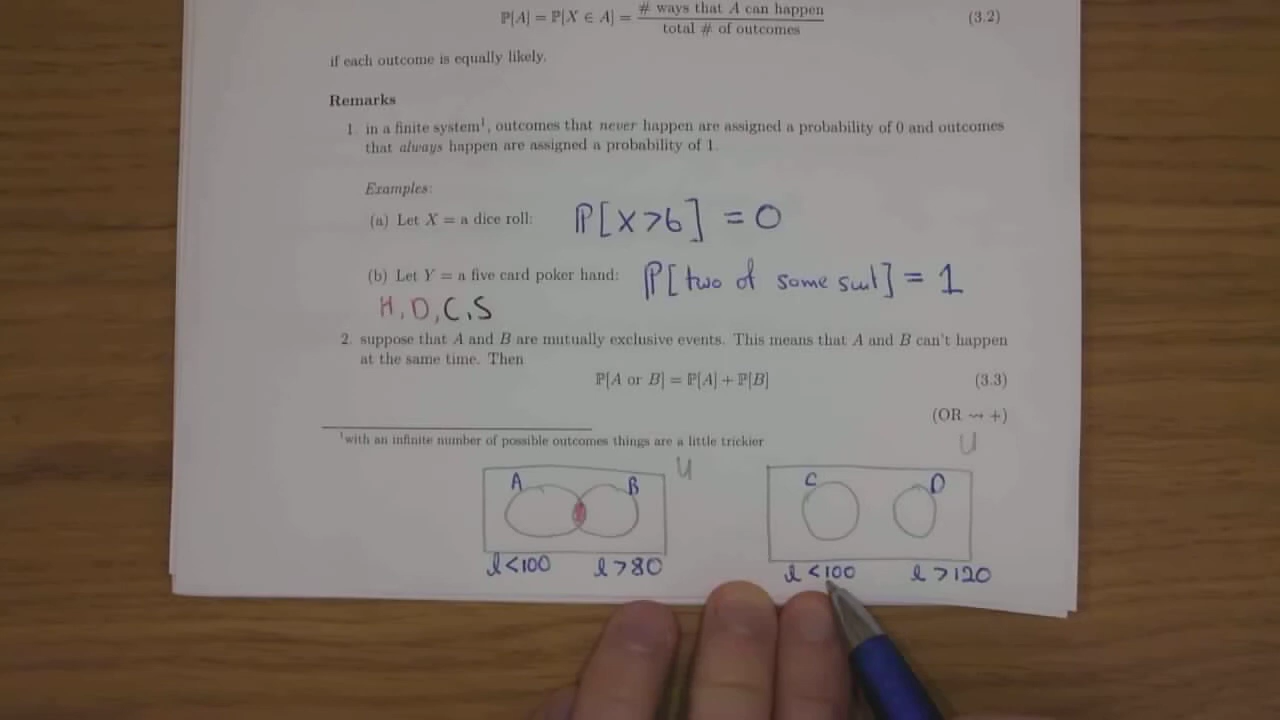 ℙ[A] = ℙ[X ∈ A] = # ways that A can happen / total # of outcomes (3.2)
if each outcome is equally likely.
Remarks
1. in a finite system¹, outcomes that never happen are assigned a probability of 0 and outcomes
that always happen are assigned a probability of 1.
Examples:
(a) Let X = a dice roll: ℙ[X>6] = 0
(b) Let Y = a five card poker hand: ℙ[two of some suit] = 1
H, D, C, S
2. suppose that A and B are mutually exclusive events. This means that A and B can't happen
at the same time. Then
ℙ[A or B] = ℙ[A] + ℙ[B] (3.3)
(OR ⇝ +)
¹with an infinite number of possible outcomes things are a little trickier
A B U
l<100 l>80
C D U
l<100 l>120